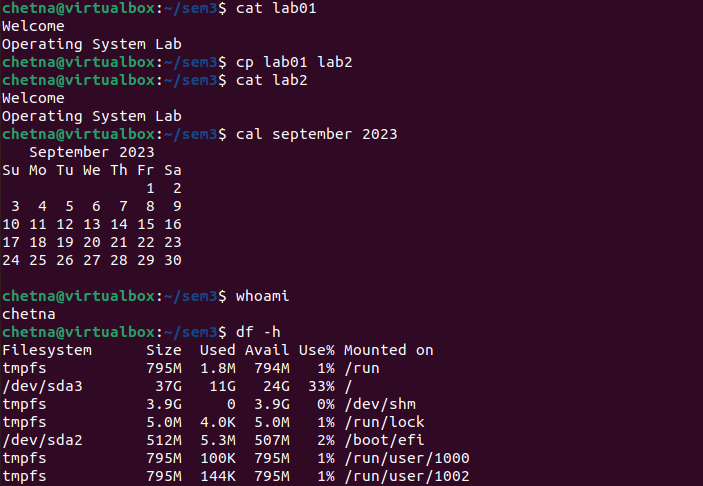 chetna@virtualbox:~/sem3$ cat lab01
Welcome
Operating System Lab
chetna@virtualbox:~/sem3$ cp lab01 lab2
chetna@virtualbox:~/sem3$ cat lab2
Welcome
Operating System Lab
chetna@virtualbox:~/sem3$ cal september 2023
   September 2023
Su Mo Tu We Th Fr Sa
                1  2
 3  4  5  6  7  8  9
10 11 12 13 14 15 16
17 18 19 20 21 22 23
24 25 26 27 28 29 30
chetna@virtualbox:~/sem3$ whoami
chetna
chetna@virtualbox:~/sem3$ df -h
Filesystem      Size  Used Avail Use% Mounted on
tmpfs           795M  1.8M  794M   1% /run
/dev/sda3        37G   11G   24G  33% /
tmpfs           3.9G     0  3.9G   0% /dev/shm
tmpfs           5.0M  4.0K  5.0M   1% /run/lock
/dev/sda2       512M  5.3M  507M   2% /boot/efi
tmpfs           795M  100K  795M   1% /run/user/1000
tmpfs           795M  144K  795M   1% /run/user/1002